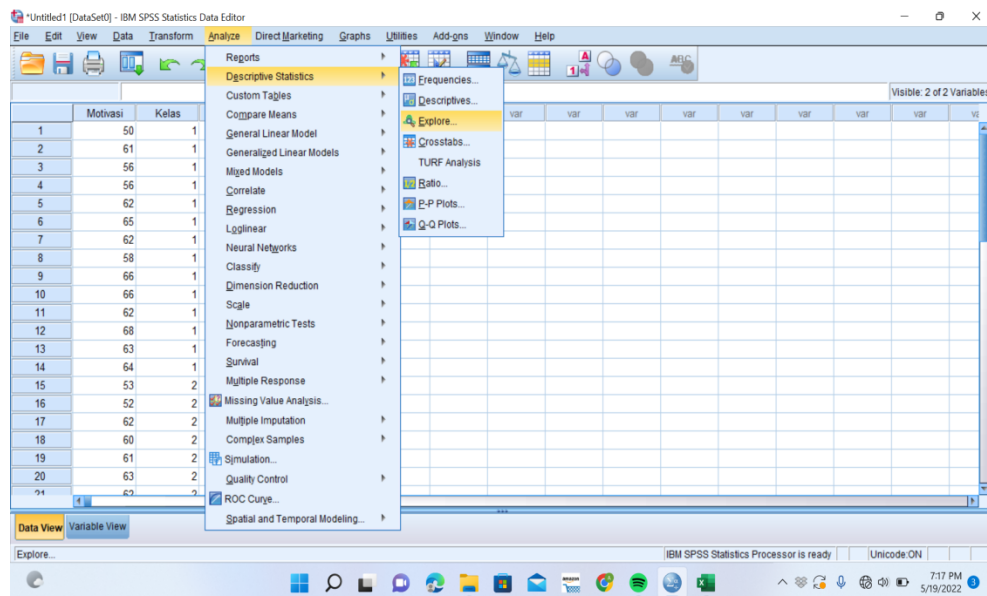 *Untitled1 [DataSet0] - IBM SPSS Statistics Data Editor
File Edit View Data Transform Analyze Direct Marketing Graphs Utilities Add-ons Window Help
Visible: 2 of 2 Variables
Reports
Descriptive Statistics
Custom Tables
Compare Means
General Linear Model
Generalized Linear Models
Mixed Models
Correlate
Regression
Loglinear
Neural Networks
Classify
Dimension Reduction
Scale
Nonparametric Tests
Forecasting
Survival
Multiple Response
Missing Value Analysis...
Multiple Imputation
Complex Samples
Simulation...
Quality Control
ROC Curve...
Spatial and Temporal Modeling...
Frequencies...
Descriptives...
Explore...
Crosstabs...
TURF Analysis
Ratio...
P-P Plots...
Q-Q Plots...
Motivasi Kelas var var var var var var var var
1 50 1
2 61 1
3 56 1
4 56 1
5 62 1
6 65 1
7 62 1
8 58 1
9 66 1
10 66 1
11 62 1
12 68 1
13 63 1
14 64 1
15 53 2
16 52 2
17 62 2
18 60 2
19 61 2
20 63 2
21 62 2
Data View Variable View
Explore... IBM SPSS Statistics Processor is ready Unicode:ON
7:17 PM
5/19/2022
3